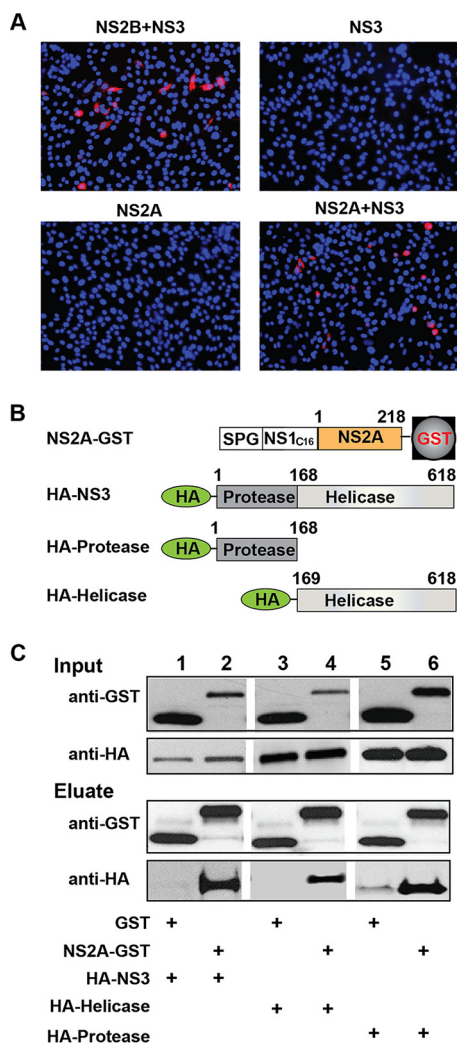 A
NS2B+NS3 NS3
NS2A NS2A+NS3
B
1 218
NS2A-GST SPG NS1C16 NS2A GST
1 168 618
HA-NS3 HA Protease Helicase
1 168
HA-Protease HA Protease
169 618
HA-Helicase HA Helicase
C
Input 1 2 3 4 5 6
anti-GST
anti-HA
Eluate
anti-GST
anti-HA
GST + + +
NS2A-GST + + +
HA-NS3 + +
HA-Helicase + +
HA-Protease + +